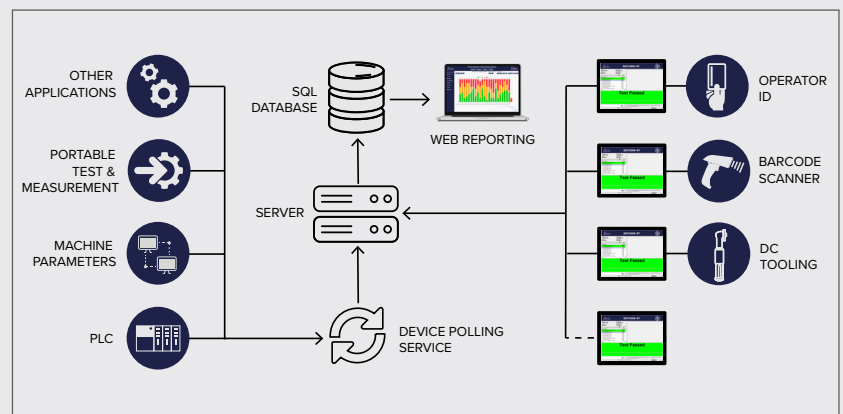 OTHER
APPLICATIONS
PORTABLE
TEST &
MEASUREMENT
MACHINE
PARAMETERS
PLC
SQL
DATABASE
WEB REPORTING
SERVER
DEVICE POLLING
SERVICE
Test Passed
OPERATOR
ID
Test Passed
BARCODE
SCANNER
Test Passed
DC
TOOLING
Test Passed